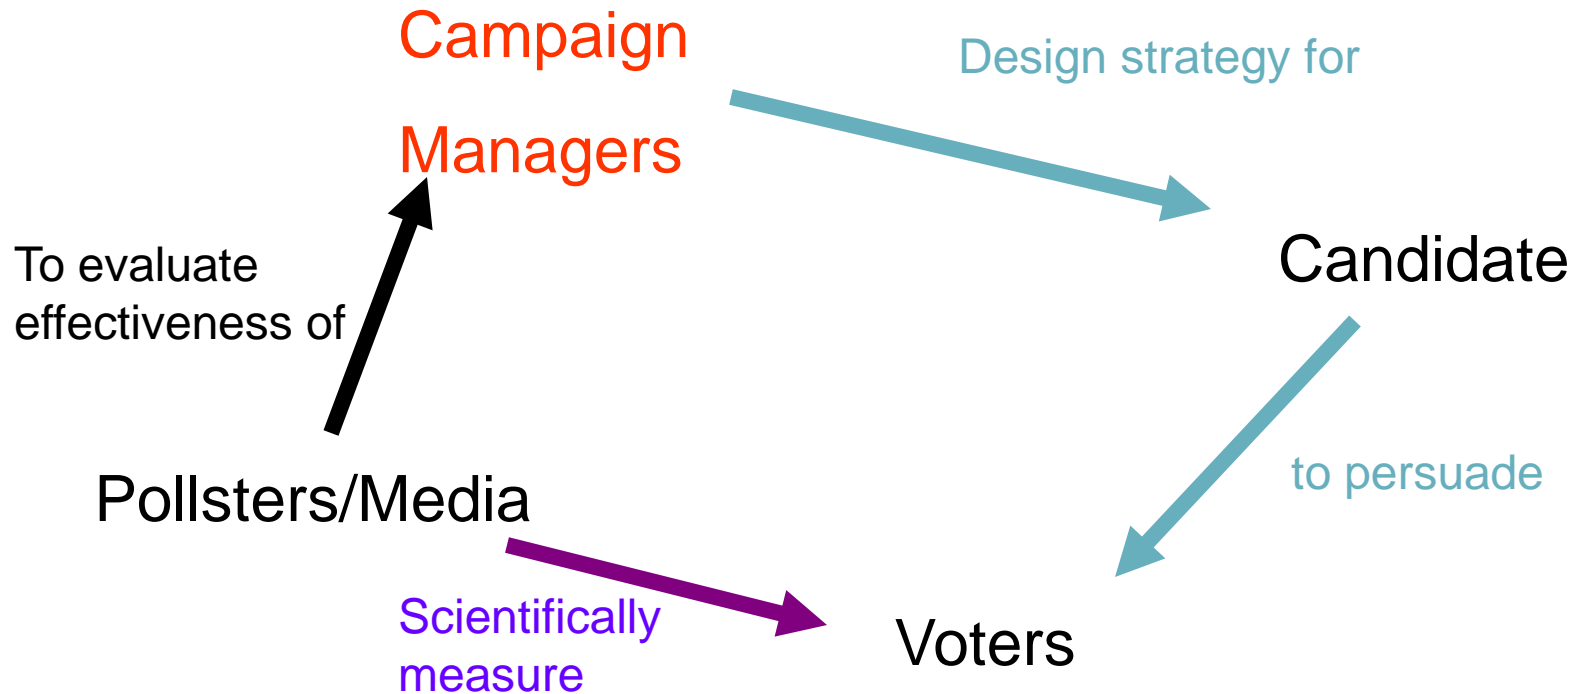 Campaign
Managers
Design strategy for
Candidate
To evaluate
effectiveness of
to persuade
Pollsters/Media
Scientifically
measure
Voters